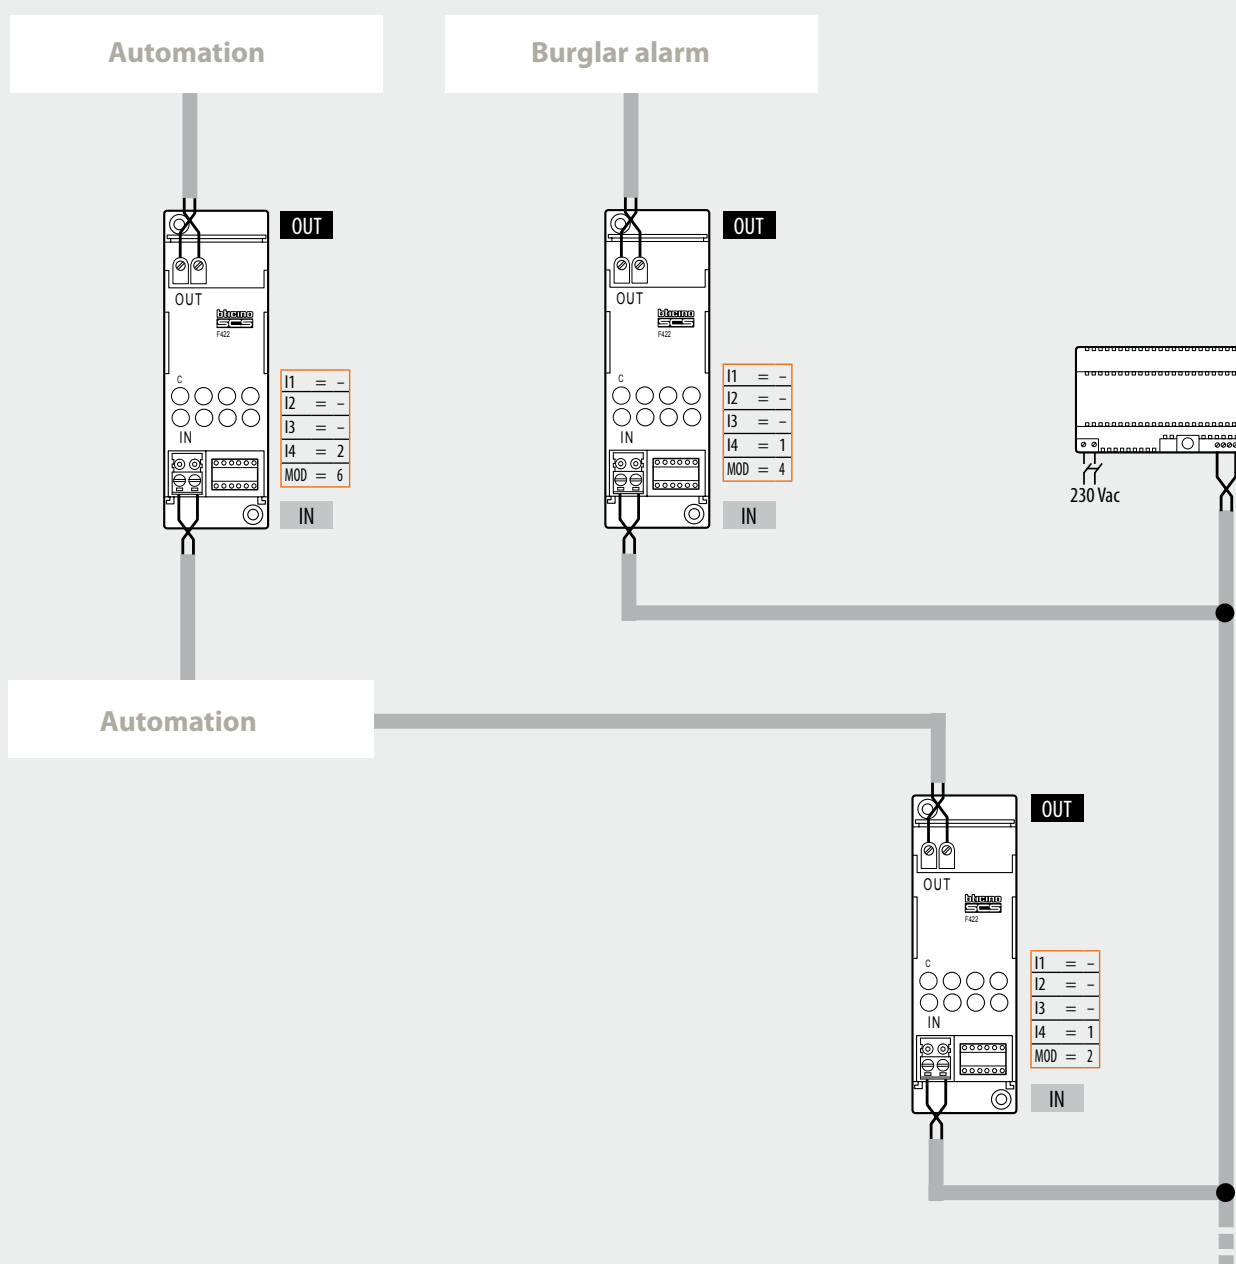 Automation
Burglar alarm
OUT
OUT
OUT
OUT
bticino
SCS
F422
bticino
SCS
F422
C
C
I1 = –
I2 = –
I3 = –
I4 = 2
MOD = 6
I1 = –
I2 = –
I3 = –
I4 = 1
MOD = 4
IN
IN
IN
IN
230 Vac
Automation
OUT
OUT
bticino
SCS
F422
C
I1 = –
I2 = –
I3 = –
I4 = 1
MOD = 2
IN
IN